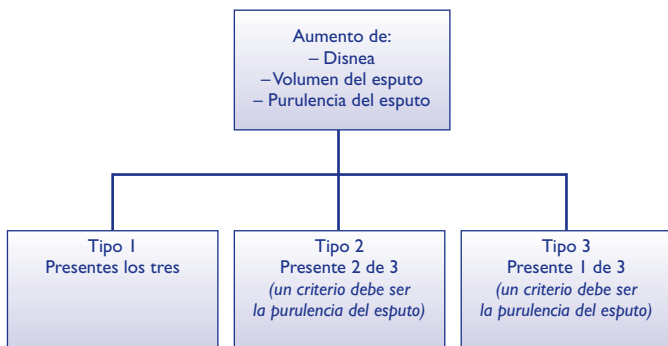 Aumento de:
– Disnea
– Volumen del esputo
– Purulencia del esputo
Tipo 1
Presentes los tres
Tipo 2
Presente 2 de 3
(un criterio debe ser
la purulencia del esputo)
Tipo 3
Presente 1 de 3
(un criterio debe ser
la purulencia del esputo)